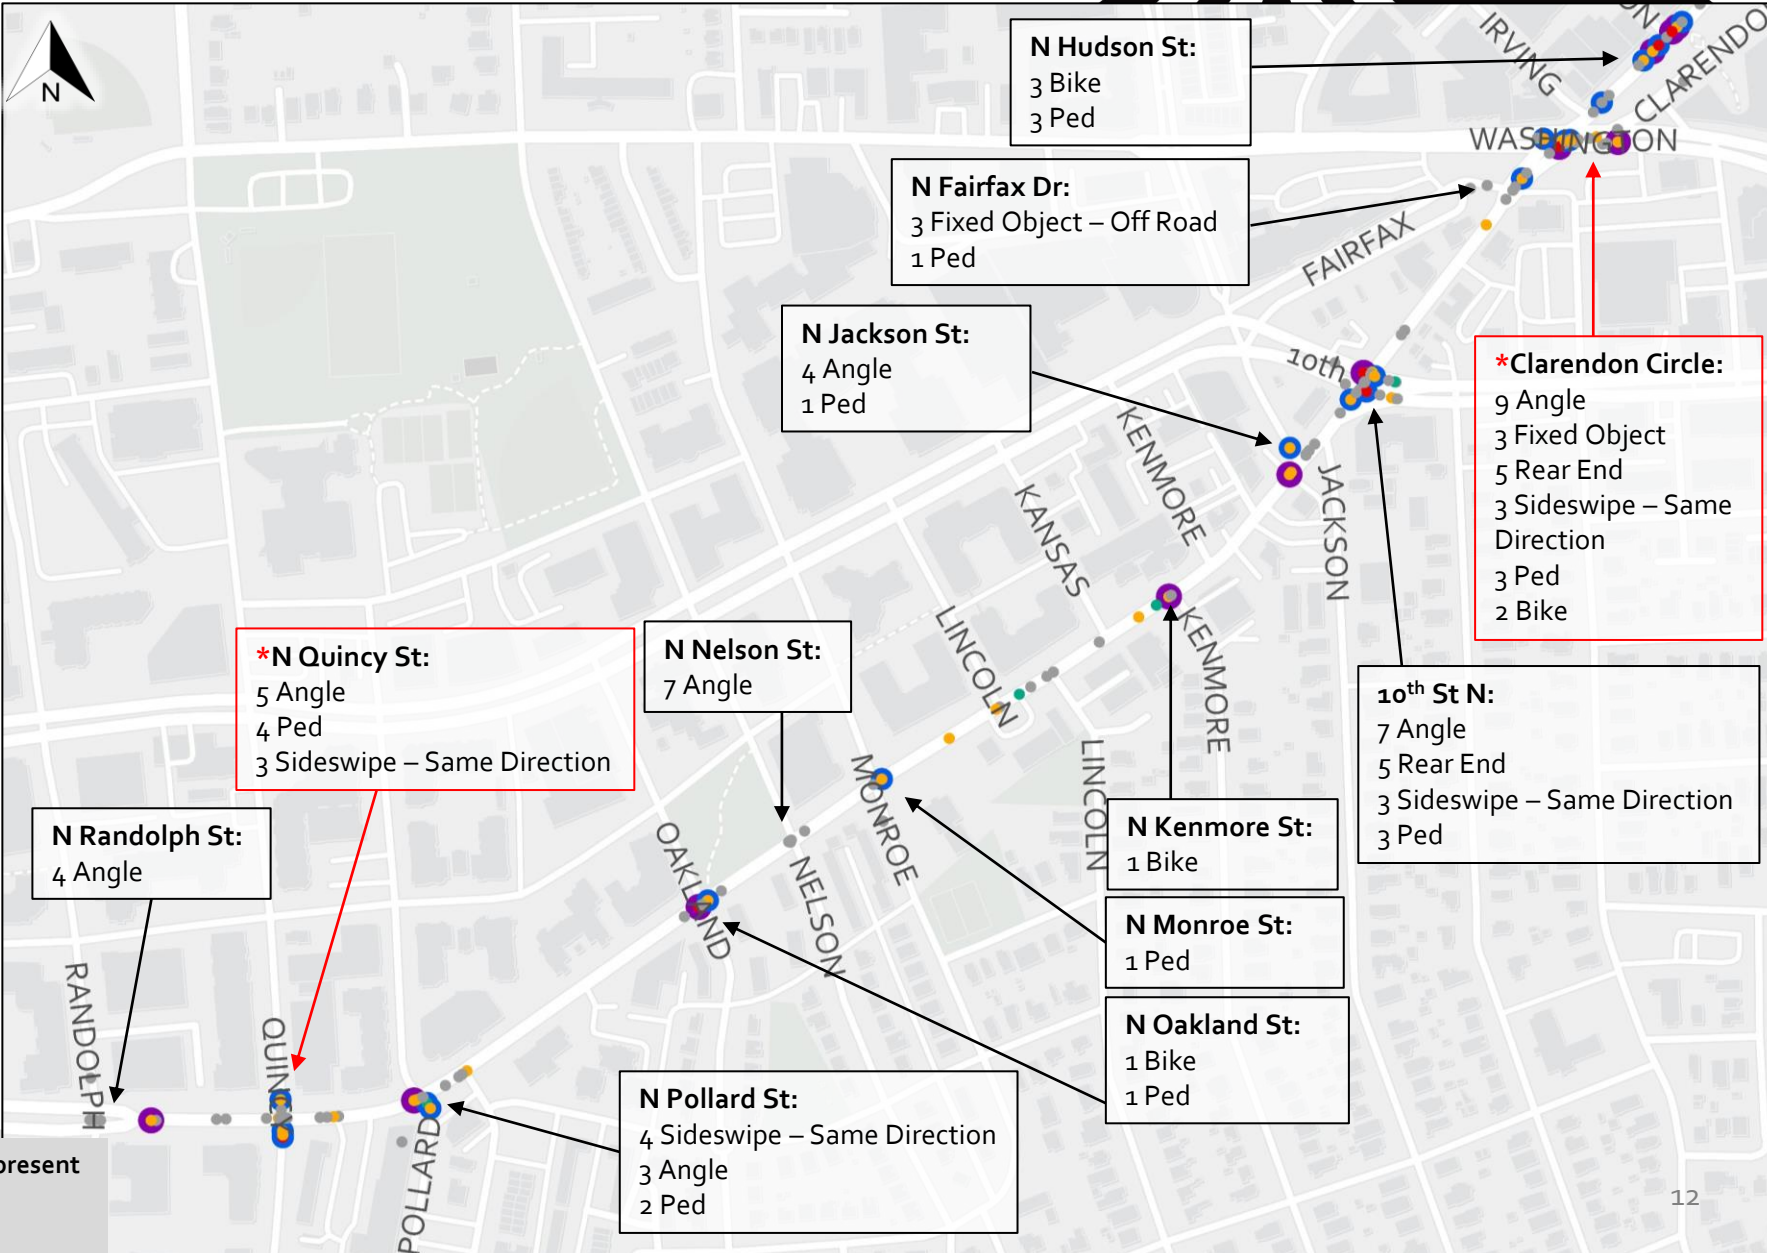 N
N Hudson St:
3 Bike
3 Ped
IRVING
CLARENDO
WASHINGTON
N Fairfax Dr:
3 Fixed Object – Off Road
1 Ped
FAIRFAX
N Jackson St:
4 Angle
1 Ped
10th
*Clarendon Circle:
9 Angle
3 Fixed Object
5 Rear End
3 Sideswipe – Same
Direction
3 Ped
2 Bike
KENMORE
JACKSON
KANSAS
LINCOLN
KENMORE
*N Quincy St:
5 Angle
4 Ped
3 Sideswipe – Same Direction
N Nelson St:
7 Angle
10th St N:
7 Angle
5 Rear End
3 Sideswipe – Same Direction
3 Ped
MONROE
LINCOLN
N Kenmore St:
1 Bike
N Randolph St:
4 Angle
OAKLAND
NELSON
N Monroe St:
1 Ped
N Oakland St:
1 Bike
1 Ped
RANDOLPH
QUINCY
POLLARD
N Pollard St:
4 Sideswipe – Same Direction
3 Angle
2 Ped
present
12